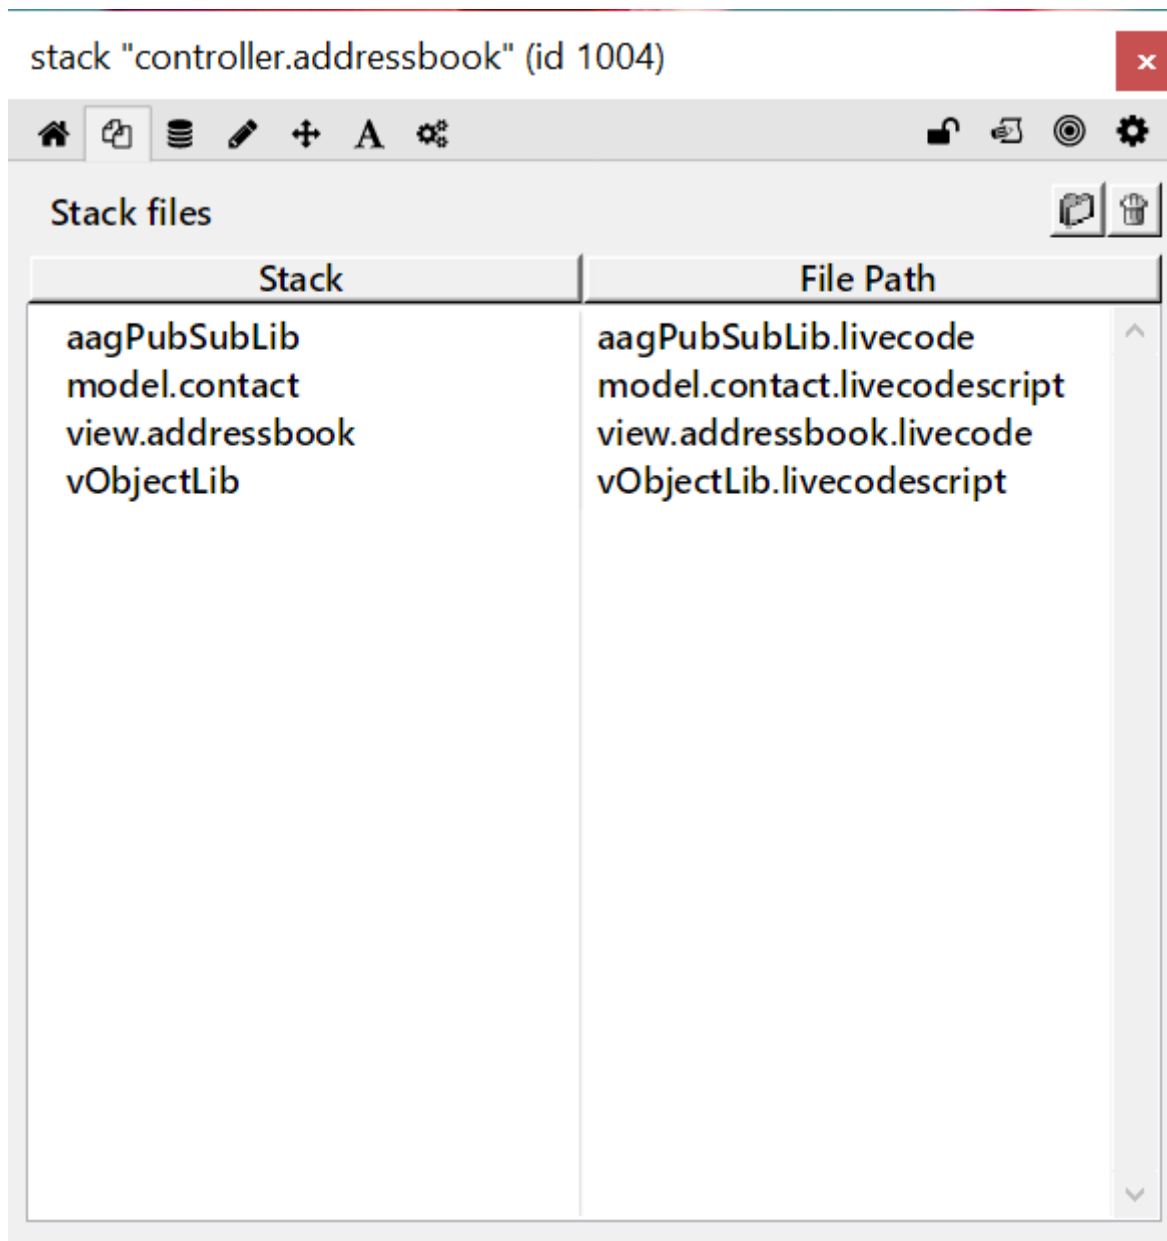 stack "controller.addressbook" (id 1004)
Stack files
Stack File Path
aagPubSubLib aagPubSubLib.livecode
model.contact model.contact.livecodescript
view.addressbook view.addressbook.livecode
vObjectLib vObjectLib.livecodescript